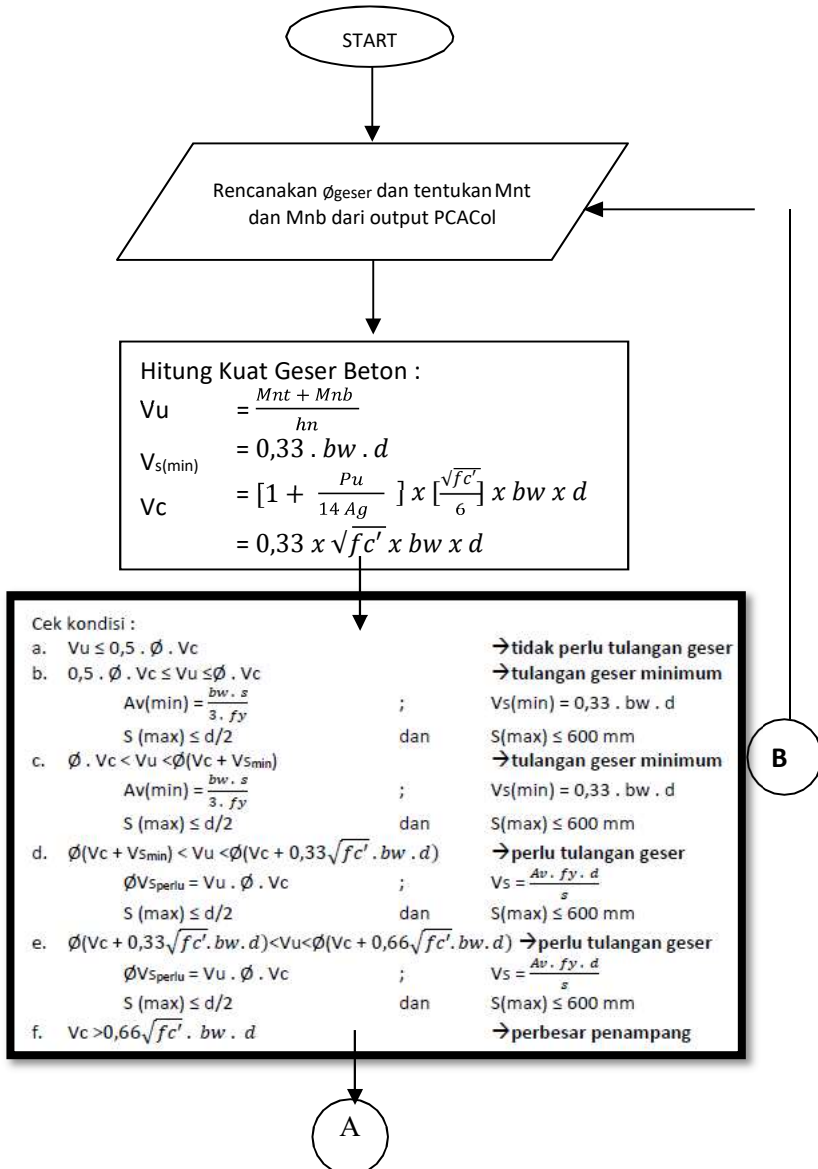 START
Rencanakan Øgeser dan tentukan Mnt
dan Mnb dari output PCACol
Hitung Kuat Geser Beton :
Vu = (Mnt + Mnb)/hn
Vs(min) = 0,33 . bw . d
Vc = [1 + Pu/(14 Ag) ] x [√fc'/6] x bw x d
= 0,33 x √fc' x bw x d
Cek kondisi :
a. Vu ≤ 0,5 . Ø . Vc →tidak perlu tulangan geser
b. 0,5 . Ø . Vc ≤ Vu ≤Ø . Vc →tulangan geser minimum
Av(min) = (bw . s)/(3. fy) ; Vs(min) = 0,33 . bw . d
S (max) ≤ d/2 dan S(max) ≤ 600 mm
c. Ø . Vc < Vu <Ø(Vc + Vsmin) →tulangan geser minimum
Av(min) = (bw . s)/(3. fy) ; Vs(min) = 0,33 . bw . d
S (max) ≤ d/2 dan S(max) ≤ 600 mm
d. Ø(Vc + Vsmin) < Vu <Ø(Vc + 0,33√fc' . bw . d) →perlu tulangan geser
ØVsperlu = Vu . Ø . Vc ; Vs = (Av . fy . d)/s
S (max) ≤ d/2 dan S(max) ≤ 600 mm
e. Ø(Vc + 0,33√fc'. bw. d)<Vu<Ø(Vc + 0,66√fc'. bw. d) →perlu tulangan geser
ØVsperlu = Vu . Ø . Vc ; Vs = (Av . fy . d)/s
S (max) ≤ d/2 dan S(max) ≤ 600 mm
f. Vc >0,66√fc' . bw . d →perbesar penampang
B
A